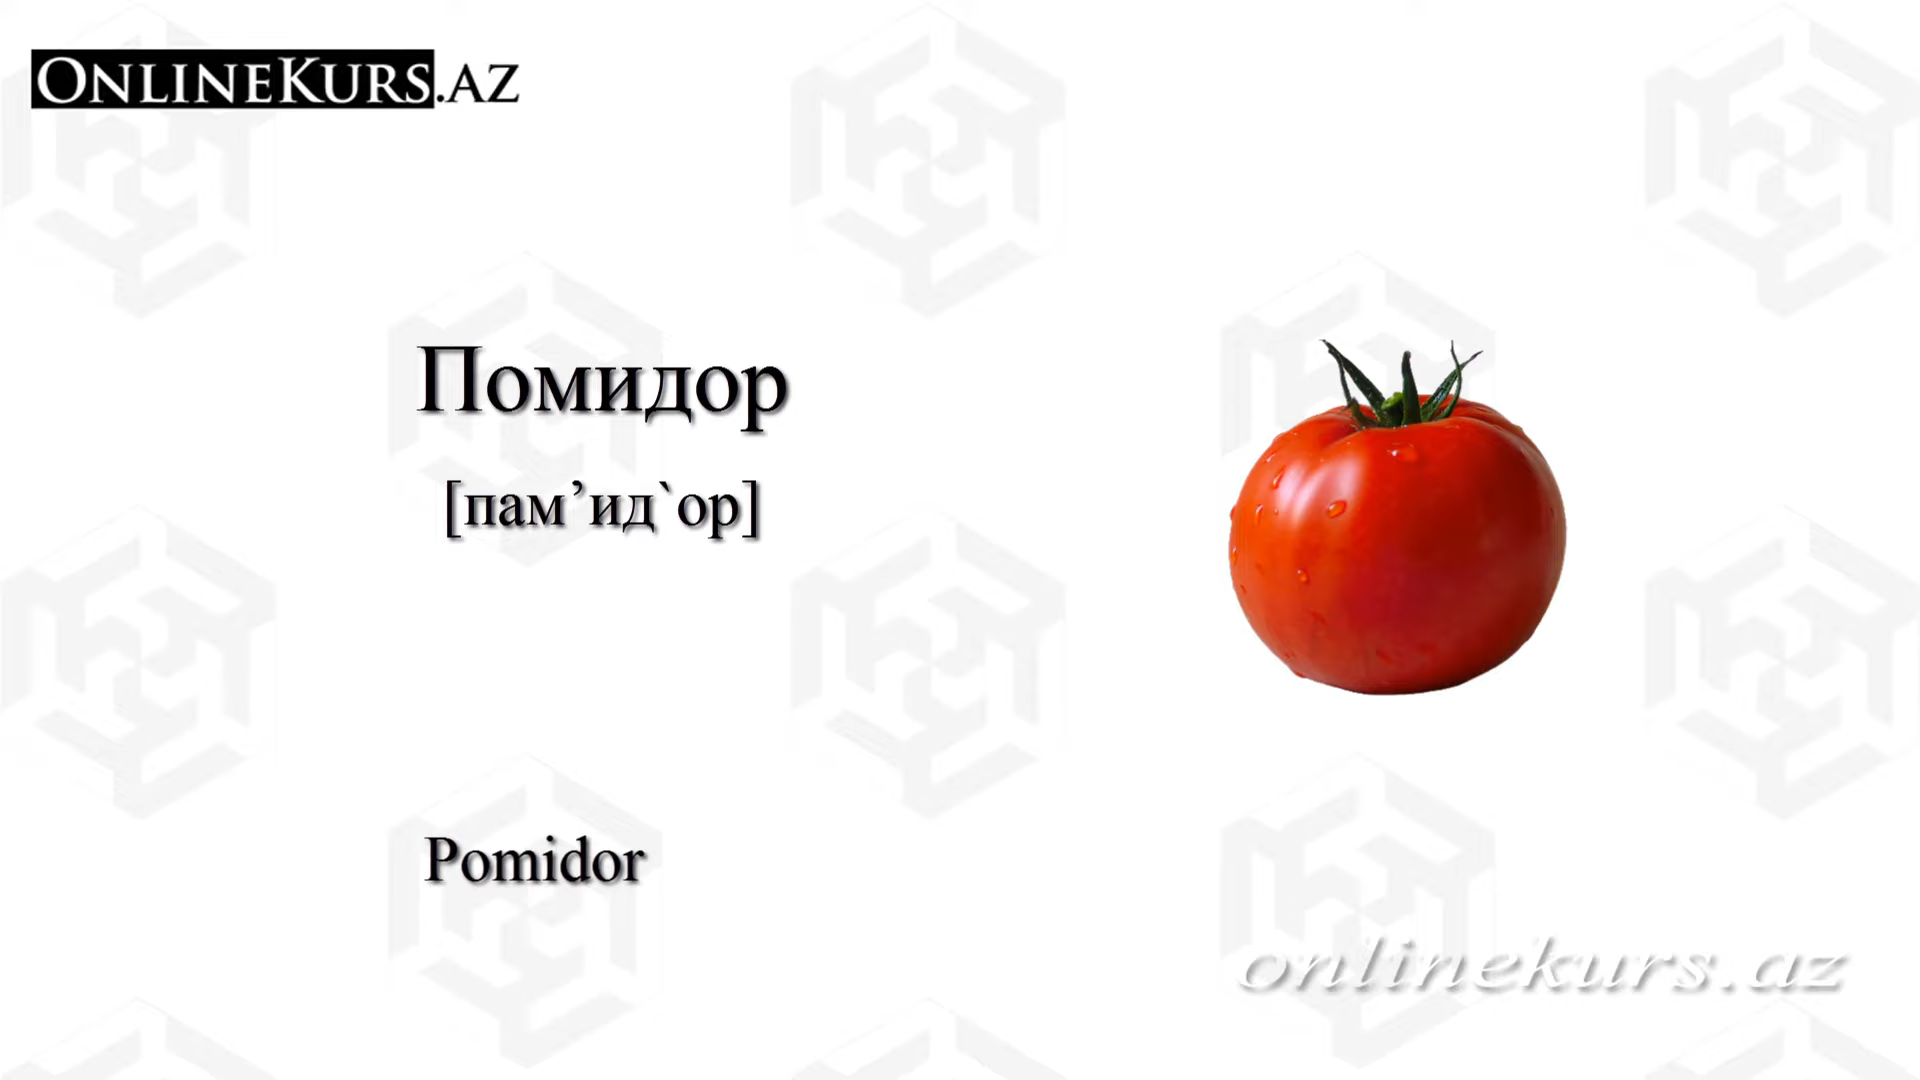 ONLINEKURS.AZ
Помидор
[пам’ид`ор]
Pomidor
onlinekurs.az